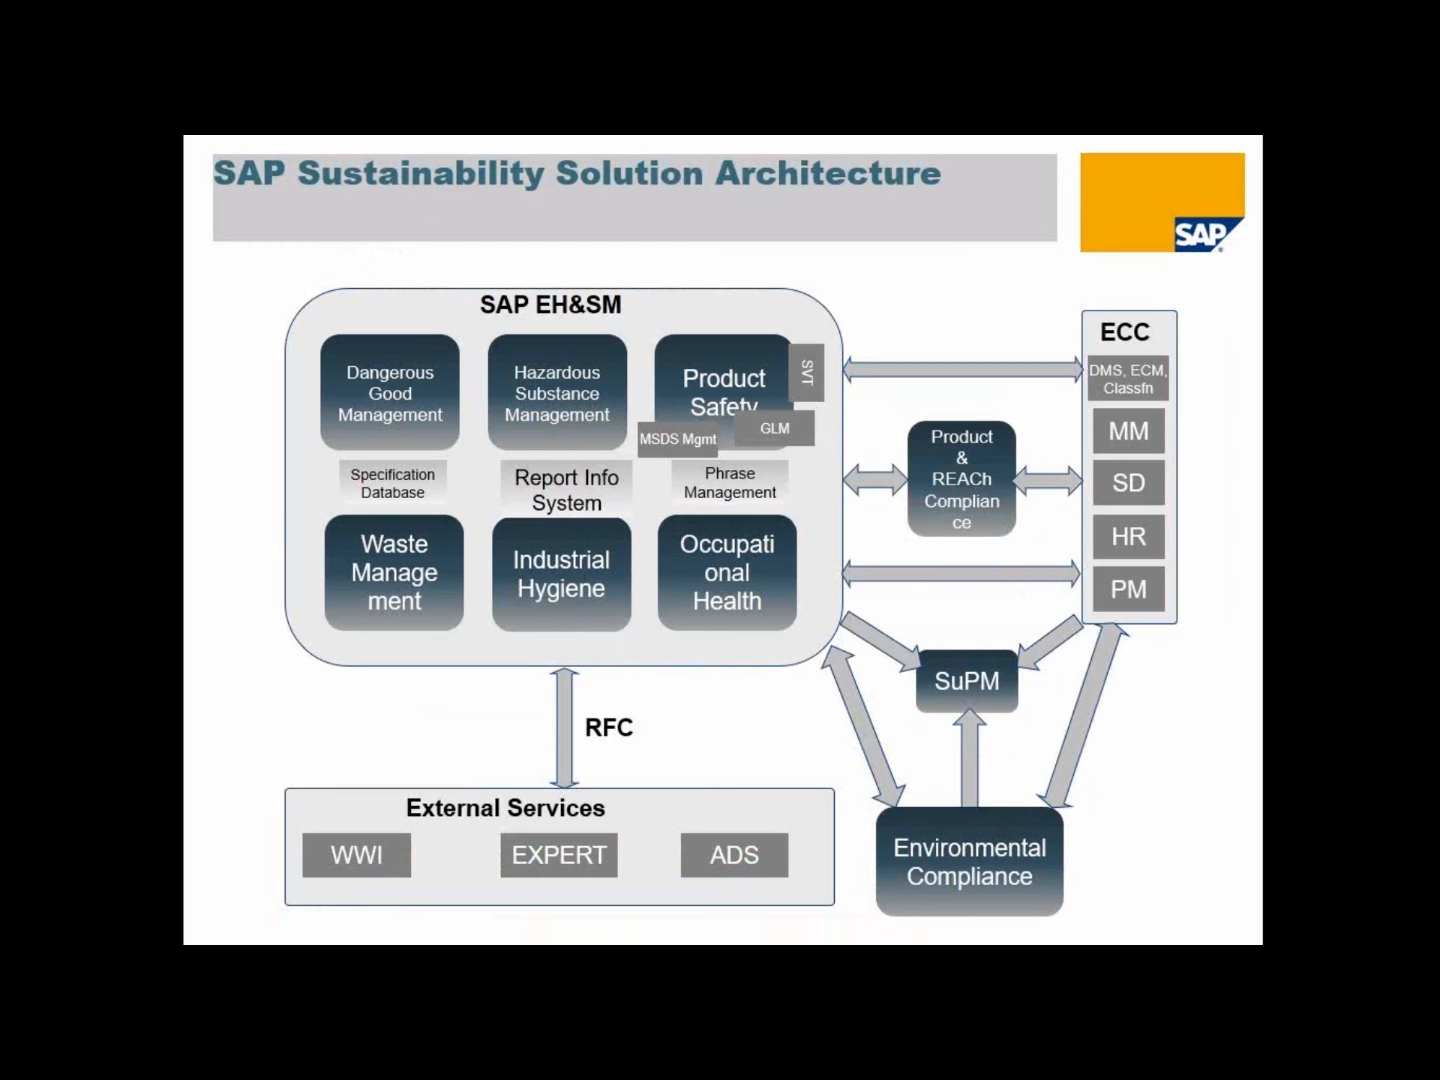 SAP Sustainability Solution Architecture
SAP
SAP EH&SM
Dangerous
Good
Management
Hazardous
Substance
Management
Product
Safety
SVT
GLM
MSDS Mgmt
Specification
Database
Report Info
System
Phrase
Management
Waste
Manage
ment
Industrial
Hygiene
Occupati
onal
Health
Product
&
REACh
Complian
ce
ECC
DMS, ECM,
Classfn
MM
SD
HR
PM
SuPM
RFC
External Services
WWI
EXPERT
ADS
Environmental
Compliance